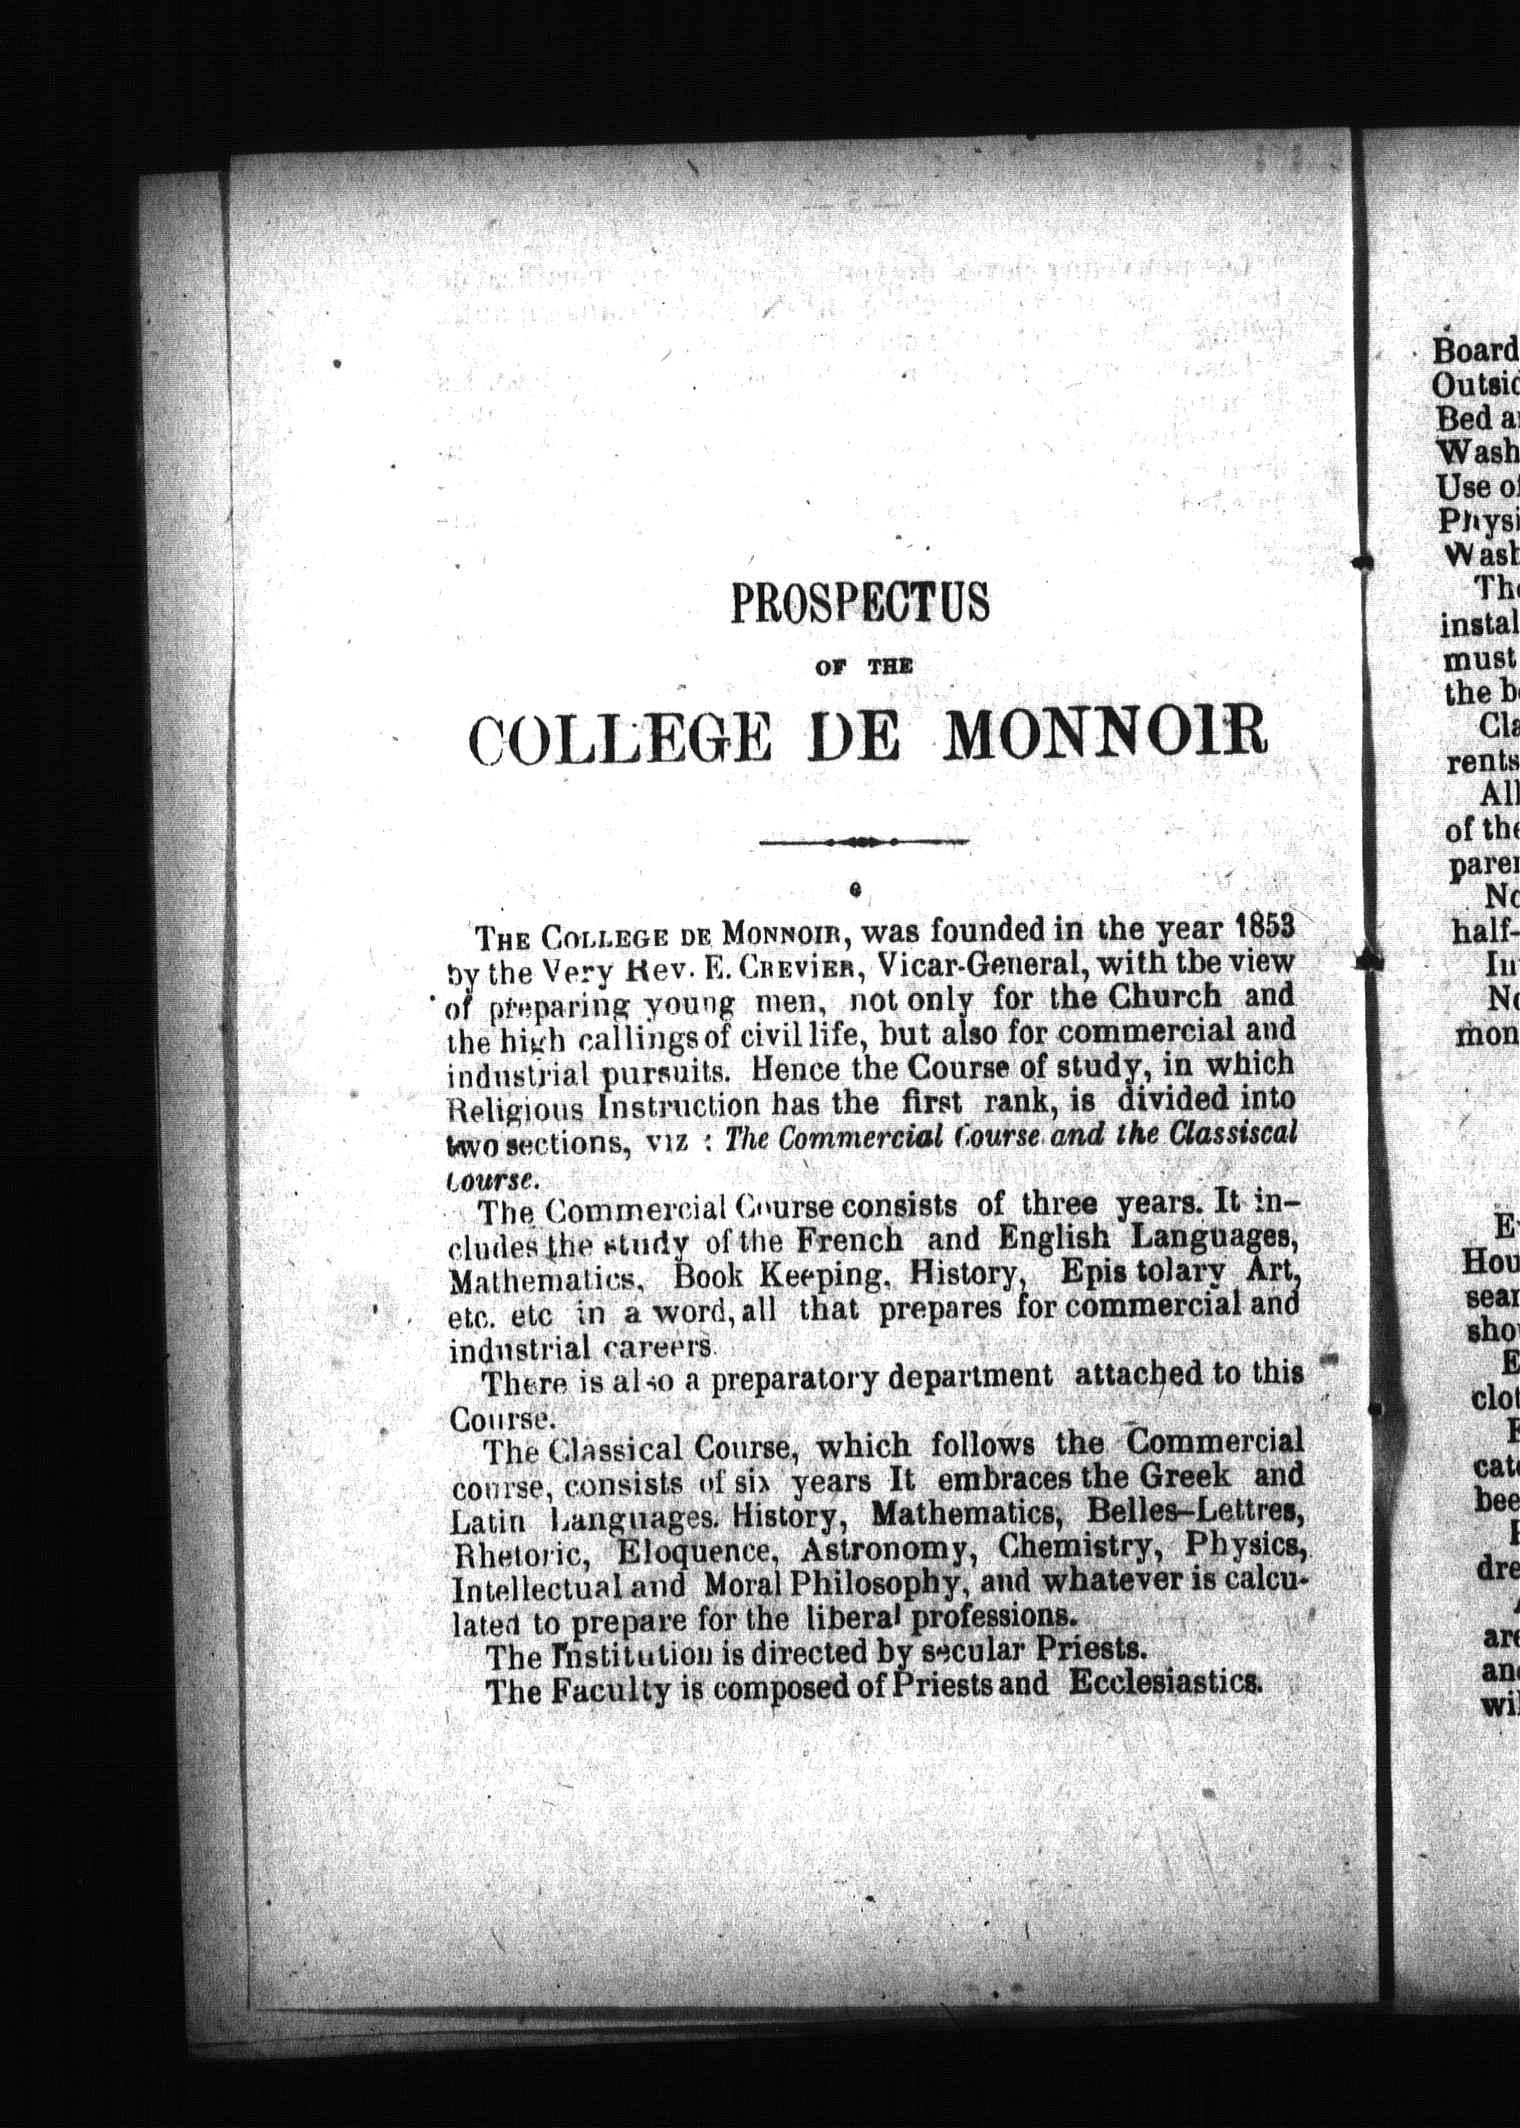 PROSPECTUS
OF THE
COLLEGE DE MONNOIR
THE COLLEGE DE MONNOIR, was founded in the year 1853
by the Very Rev. E. CREVIER, Vicar-General, with the view
of preparing young men, not only for the Church and
the high callings of civil life, but also for commercial and
industrial pursuits. Hence the Course of study, in which
Religious Instruction has the first rank, is divided into
two sections, viz : The Commercial Course and the Classiscal
Course.
The Commercial Course consists of three years. It in-
cludes the study of the French and English Languages,
Mathematics, Book Keeping, History, Epis tolary Art,
etc. etc in a word, all that prepares for commercial and
industrial careers.
There is also a preparatory department attached to this
Course.
The Classical Course, which follows the Commercial
course, consists of six years It embraces the Greek and
Latin Languages. History, Mathematics, Belles-Lettres,
Rhetoric, Eloquence, Astronomy, Chemistry, Physics,
Intellectual and Moral Philosophy, and whatever is calcu-
lated to prepare for the liberal professions.
The Institution is directed by secular Priests.
The Faculty is composed of Priests and Ecclesiastics.
Board
Bed
Wash
Use
instal
must
the
rents
of
half-
mon